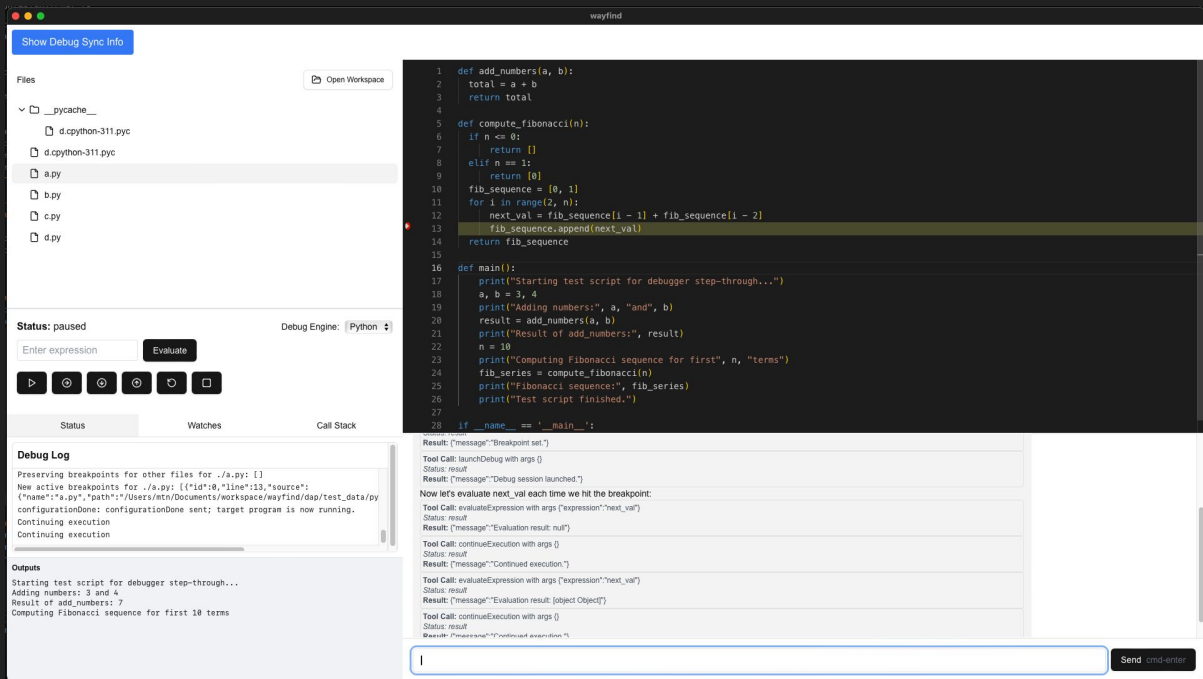 wayfind
Show Debug Sync Info
Files
Open Workspace
__pycache__
d.cpython-311.pyc
d.cpython-311.pyc
a.py
b.py
c.py
d.py
Status: paused
Debug Engine: Python
Enter expression
Evaluate
Status Watches Call Stack
Debug Log
Preserving breakpoints for other files for ./a.py: []
New active breakpoints for ./a.py: [{"id":0,"line":13,"source":
{"name":"a.py","path":"/Users/mtn/Documents/workspace/wayfind/dap/test_data/py
configurationDone: configurationDone sent; target program is now running.
Continuing execution
Continuing execution
Outputs
Starting test script for debugger step-through...
Adding numbers: 3 and 4
Result of add_numbers: 7
Computing Fibonacci sequence for first 10 terms
1 def add_numbers(a, b):
2 total = a + b
3 return total
4
5 def compute_fibonacci(n):
6 if n <= 0:
7 return []
8 elif n == 1:
9 return [0]
10 fib_sequence = [0, 1]
11 for i in range(2, n):
12 next_val = fib_sequence[i - 1] + fib_sequence[i - 2]
13 fib_sequence.append(next_val)
14 return fib_sequence
15
16 def main():
17 print("Starting test script for debugger step-through...")
18 a, b = 3, 4
19 print("Adding numbers:", a, "and", b)
20 result = add_numbers(a, b)
21 print("Result of add_numbers:", result)
22 n = 10
23 print("Computing Fibonacci sequence for first", n, "terms")
24 fib_series = compute_fibonacci(n)
25 print("Fibonacci sequence:", fib_series)
26 print("Test script finished.")
27
28 if __name__ == '__main__':
Status: result
Result: {"message":"Breakpoint set."}
Tool Call: launchDebug with args {}
Status: result
Result: {"message":"Debug session launched."}
Now let's evaluate next_val each time we hit the breakpoint:
Tool Call: evaluateExpression with args {"expression":"next_val"}
Status: result
Result: {"message":"Evaluation result: null"}
Tool Call: continueExecution with args {}
Status: result
Result: {"message":"Continued execution."}
Tool Call: evaluateExpression with args {"expression":"next_val"}
Status: result
Result: {"message":"Evaluation result: [object Object]"}
Tool Call: continueExecution with args {}
Status: result
Result: {"message":"Continued execution."}
Send cmd-enter